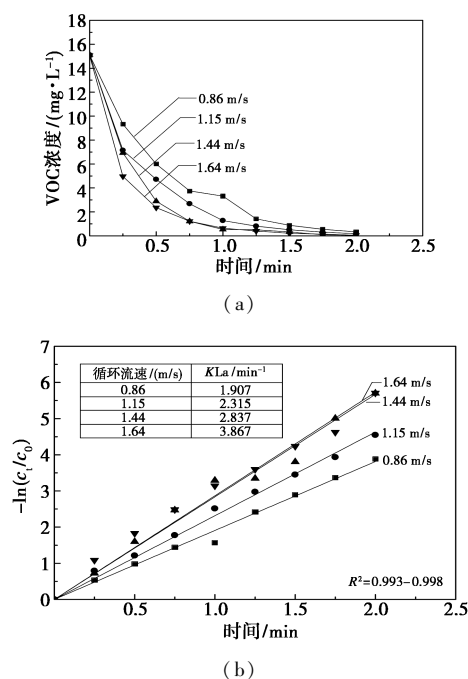 18
16
14
12
10
8
6
4
2
0
VOC浓度/(mg·L⁻¹)
0.86 m/s
1.15 m/s
1.44 m/s
1.64 m/s
0.5 1.0 1.5 2.0 2.5
时间/min
(a)
7
6
5
4
3
2
1
0
-ln(cₜ/c₀)
循环流速/(m/s) KLa/min⁻¹
0.86 1.907
1.15 2.315
1.44 2.837
1.64 3.867
1.64 m/s
1.44 m/s
1.15 m/s
0.86 m/s
R²=0.993-0.998
0.5 1.0 1.5 2.0 2.5
时间/min
(b)